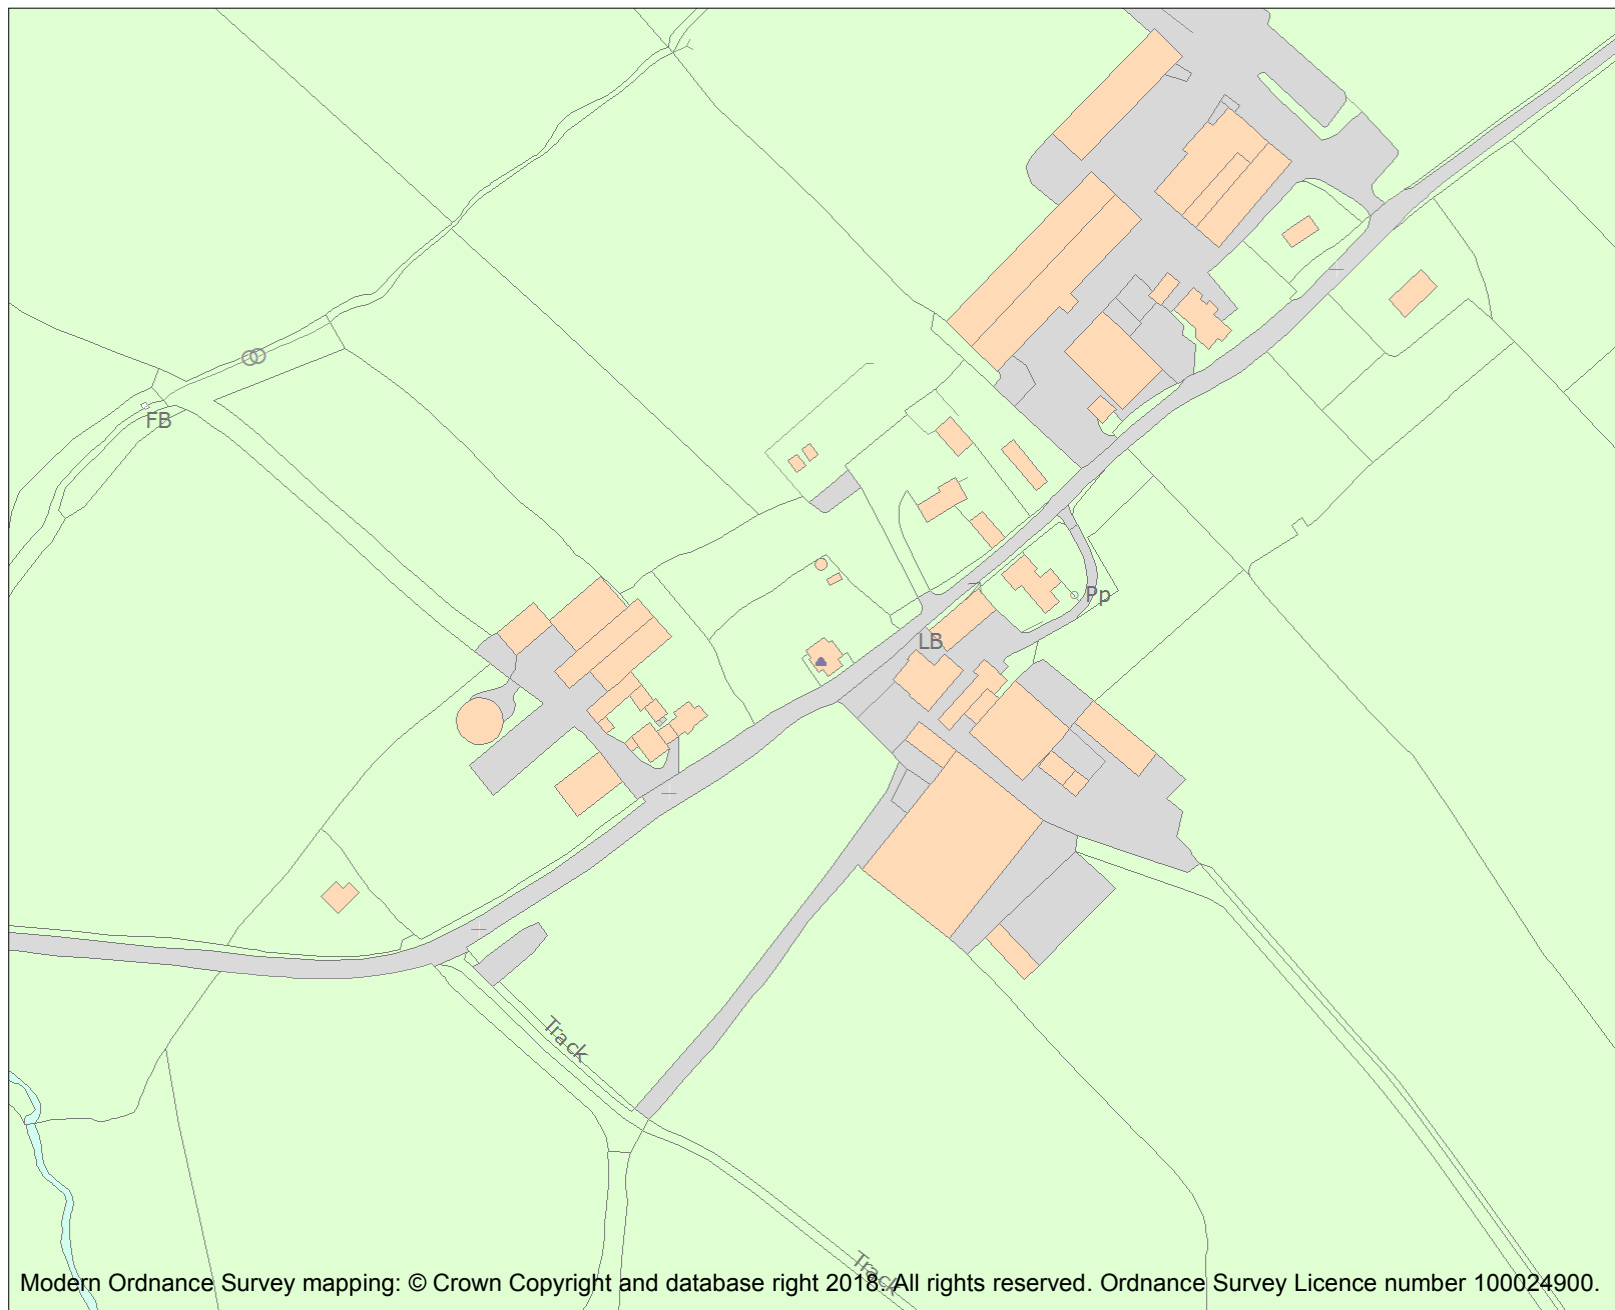 FB
Pp
LB
Track
Track
Modern Ordnance Survey mapping: © Crown Copyright and database right 2018. All rights reserved. Ordnance Survey Licence number 100024900.